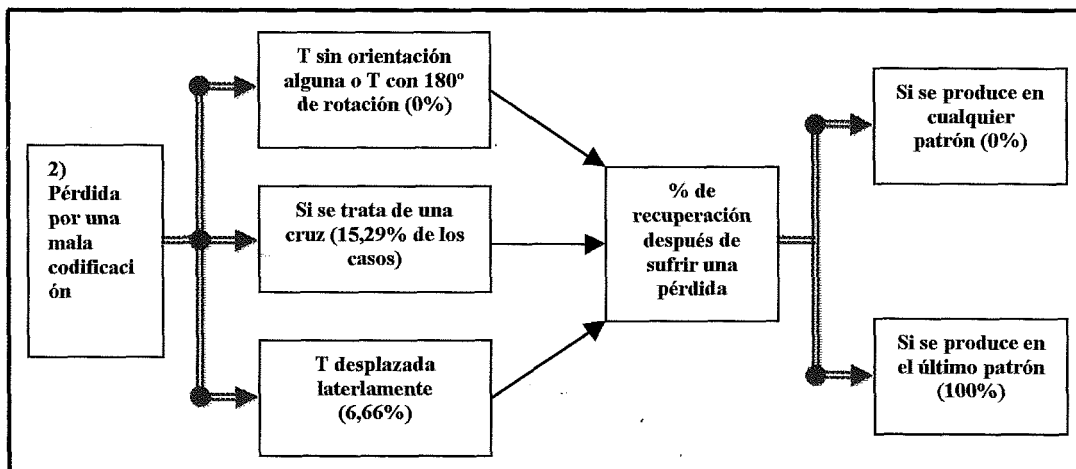 2)
Pérdida
por una
mala
codificaci
ón
T sin orientación
alguna o T con 180º
de rotación (0%)
Si se trata de una
cruz (15,29% de los
casos)
T desplazada
laterlamente
(6,66%)
% de
recuperación
después de
sufrir una
pérdida
Si se produce en
cualquier
patrón (0%)
Si se produce en
el último patrón
(100%)